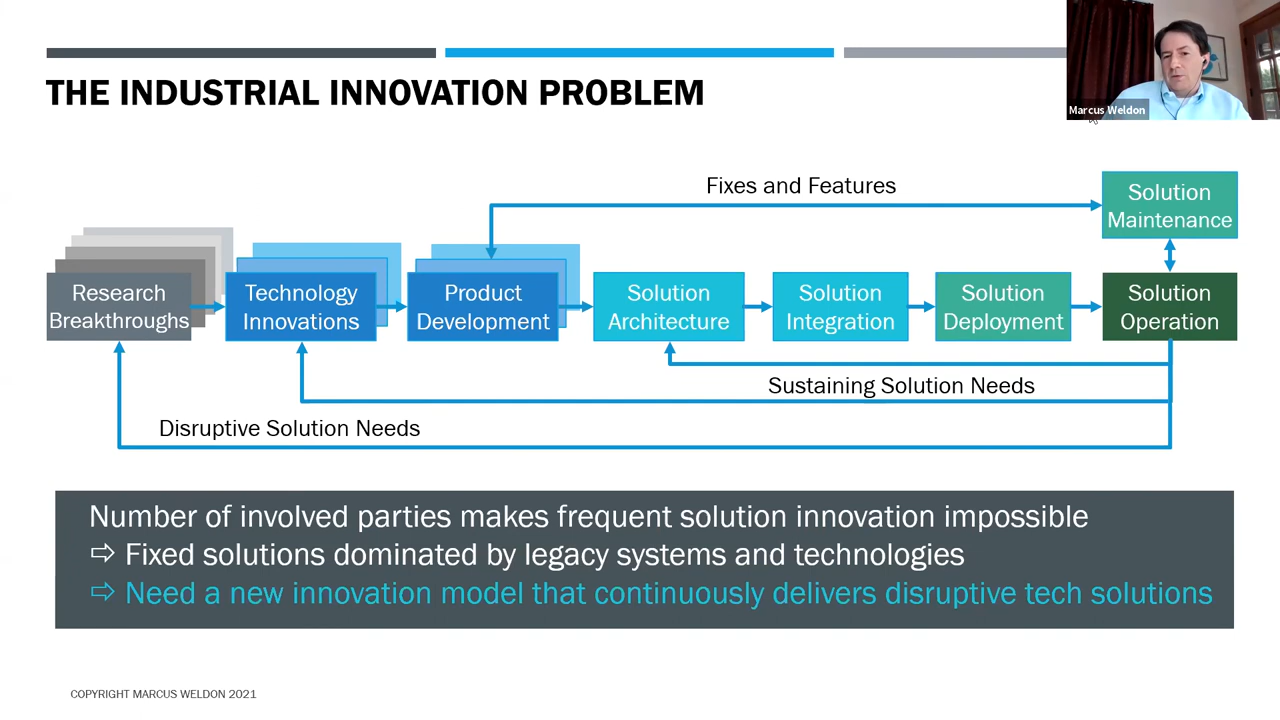 THE INDUSTRIAL INNOVATION PROBLEM
Marcus Weldon
Fixes and Features
Solution
Maintenance
Research
Breakthroughs
Technology
Innovations
Product
Development
Solution
Architecture
Solution
Integration
Solution
Deployment
Solution
Operation
Sustaining Solution Needs
Disruptive Solution Needs
Number of involved parties makes frequent solution innovation impossible
⇨ Fixed solutions dominated by legacy systems and technologies
⇨ Need a new innovation model that continuously delivers disruptive tech solutions
COPYRIGHT MARCUS WELDON 2021